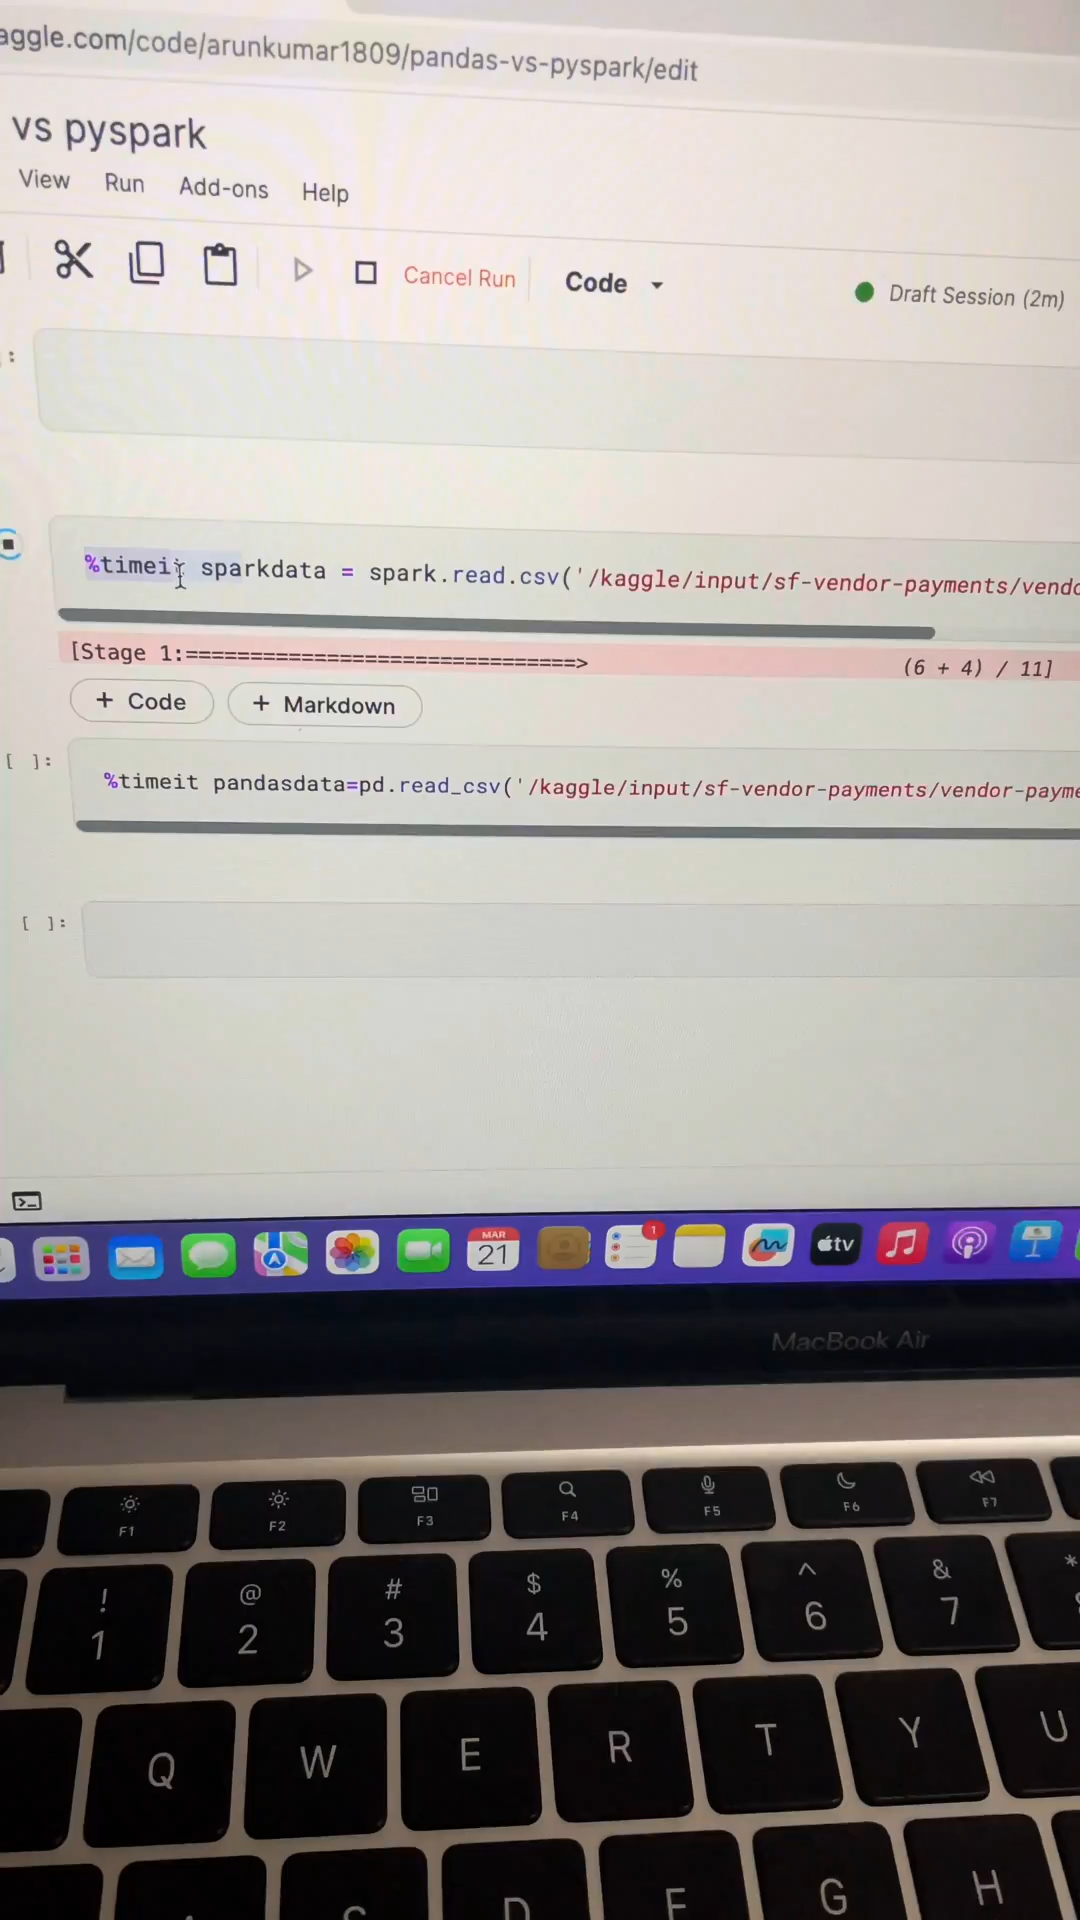 aggle.com/code/arunkumar1809/pandas-vs-pyspark/edit
vs pyspark
View Run Add-ons Help
Cancel Run Code Draft Session (2m)
:
%timeit sparkdata = spark.read.csv('/kaggle/input/sf-vendor-payments/vendo
[Stage 1:==============================> (6 + 4) / 11]
+ Code + Markdown
[ ]:
%timeit pandasdata=pd.read_csv('/kaggle/input/sf-vendor-payments/vendor-payme
[ ]:
MAR
21
1
tv
MacBook Air
F1 F2 F3 F4 F5 F6 F7
! @ # $ % ^ & *
1 2 3 4 5 6 7
Q W E R T Y U
D F G H